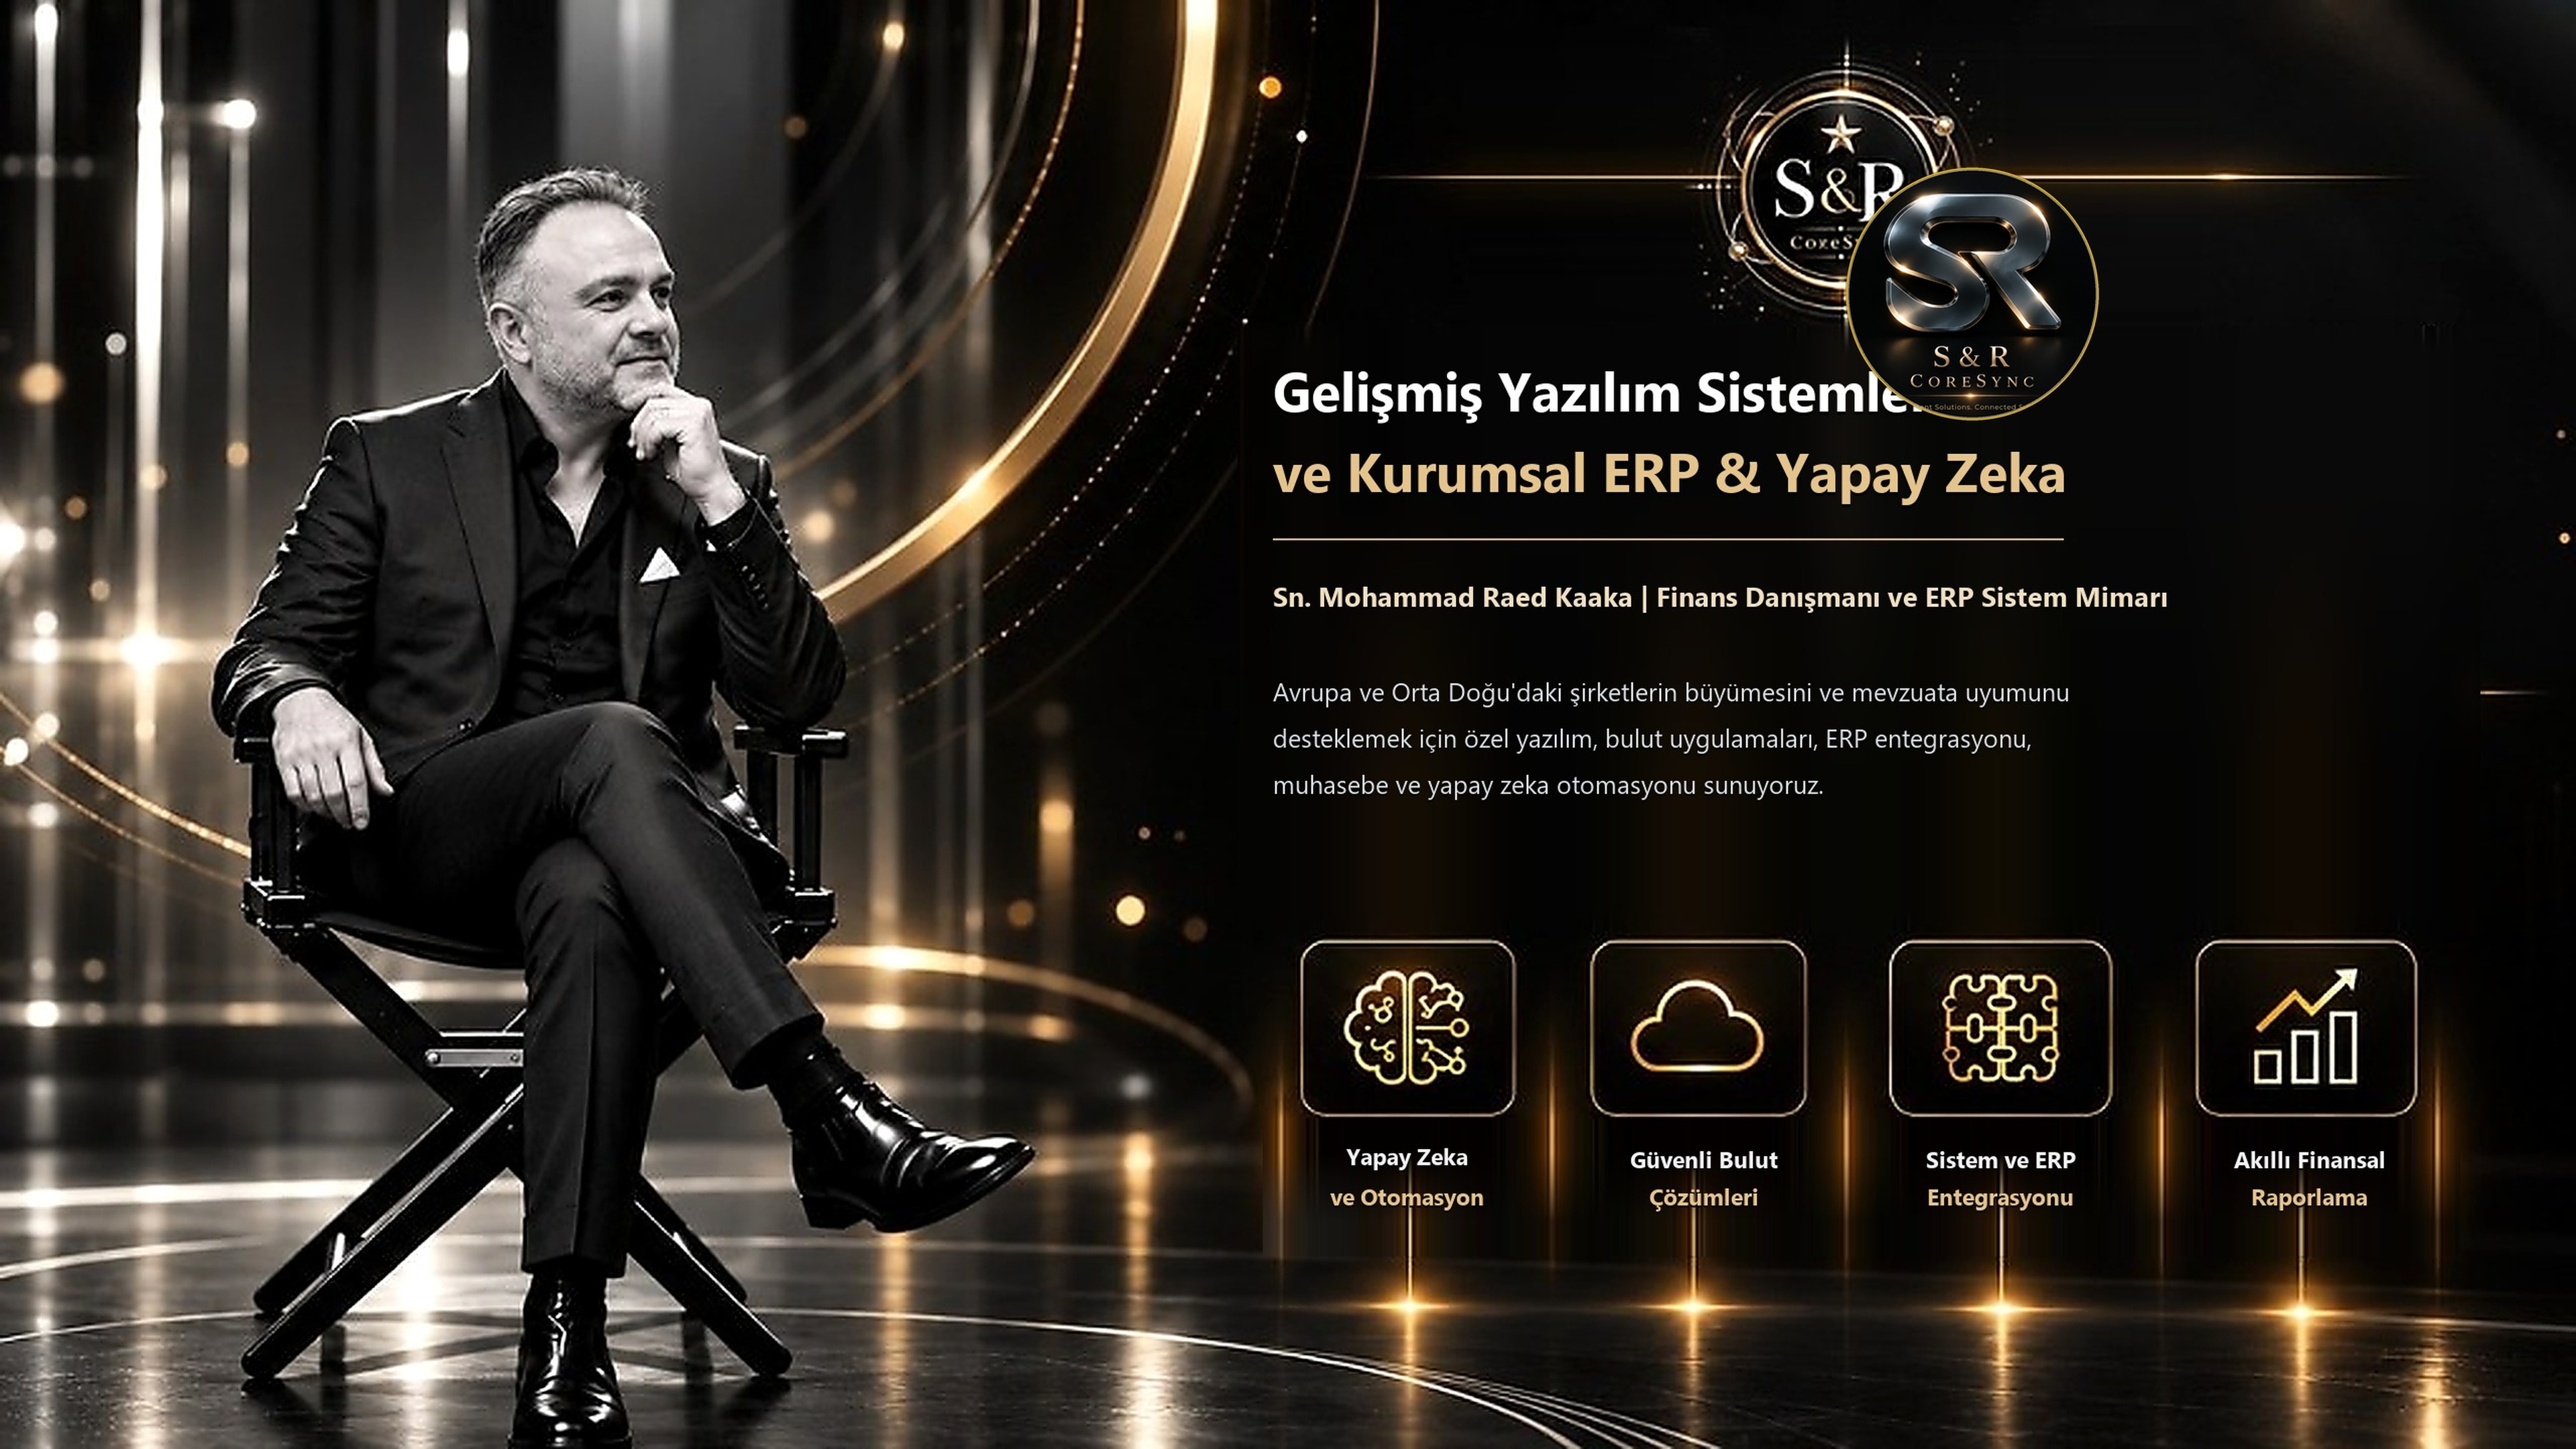 S&R
S & R
CORESYNC
Gelişmiş Yazılım
ve Kurumsal ERP & Yapay Zeka
Sn. Mohammad Raed Kaaka | Finans Danışmanı ve ERP Sistem Mimarı
Avrupa ve Orta Doğu'daki şirketlerin büyümesini ve mevzuata uyumunu
desteklemek için özel yazılım, bulut uygulamaları, ERP entegrasyonu,
muhasebe ve yapay zeka otomasyonu sunuyoruz.
Yapay Zeka
ve Otomasyon
Güvenli Bulut
Çözümleri
Sistem ve ERP
Entegrasyonu
Akıllı Finansal
Raporlama